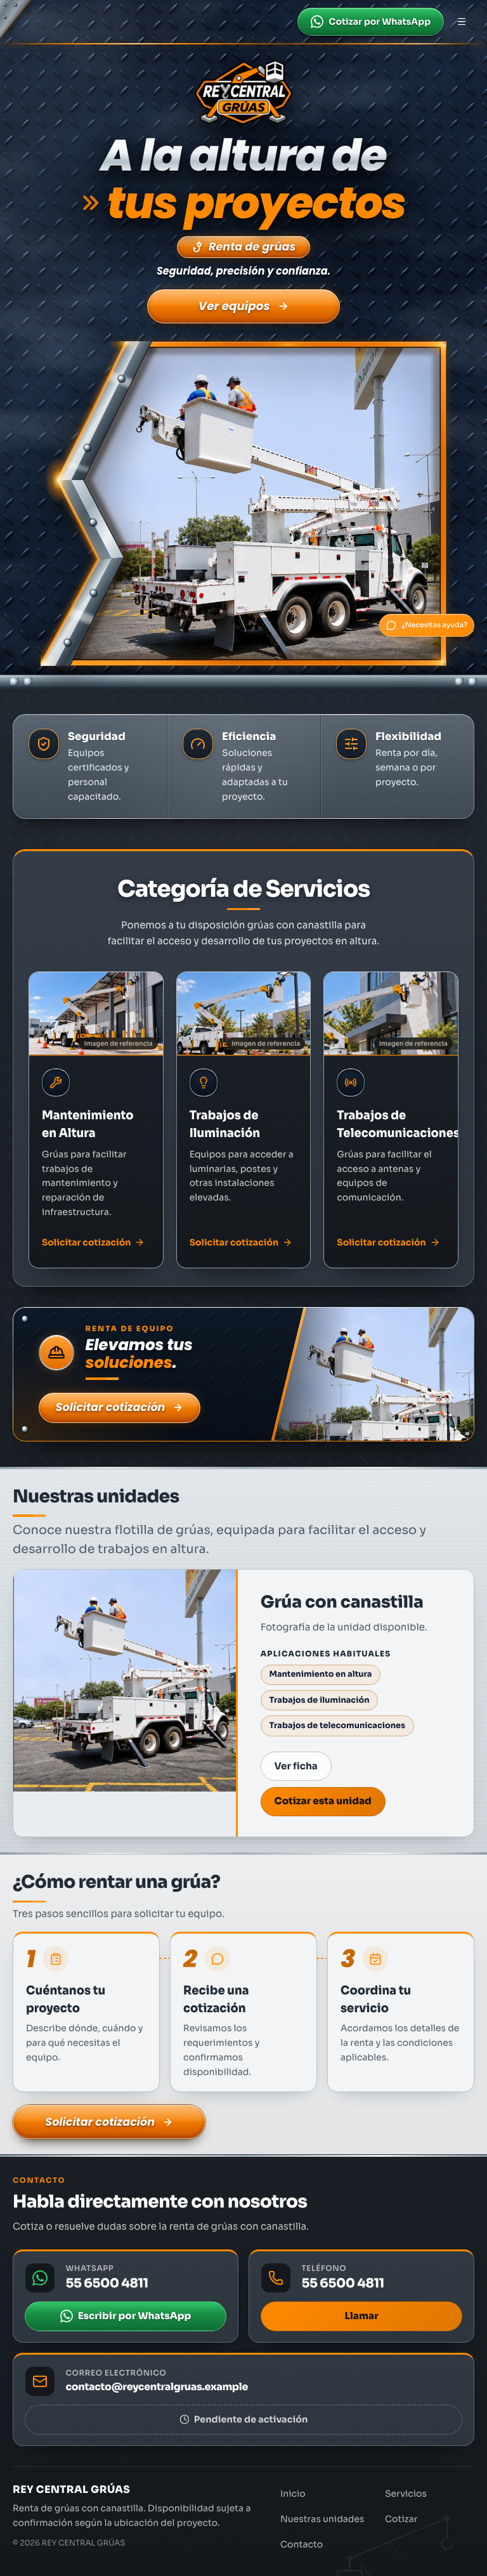 Cotizar por WhatsApp
REY CENTRAL
GRÚAS
A la altura de
» tus proyectos
Renta de grúas
Seguridad, precisión y confianza.
Ver equipos →
¿Necesitas ayuda?
Seguridad
Equipos
certificados y
personal
capacitado.
Eficiencia
Soluciones
rápidas y
adaptadas a tu
proyecto.
Flexibilidad
Renta por día,
semana o por
proyecto.
Categoría de Servicios
Ponemos a tu disposición grúas con canastilla para
facilitar el acceso y desarrollo de tus proyectos en altura.
Imagen de referencia
Mantenimiento
en Altura
Grúas para facilitar
trabajos de
mantenimiento y
reparación de
infraestructura.
Solicitar cotización →
Imagen de referencia
Trabajos de
Iluminación
Equipos para acceder a
luminarias, postes y
otras instalaciones
elevadas.
Solicitar cotización →
Imagen de referencia
Trabajos de
Telecomunicaciones
Grúas para facilitar el
acceso a antenas y
equipos de
comunicación.
Solicitar cotización →
RENTA DE EQUIPO
Elevamos tus
soluciones.
Solicitar cotización →
Nuestras unidades
Conoce nuestra flotilla de grúas, equipada para facilitar el acceso y
desarrollo de trabajos en altura.
Grúa con canastilla
Fotografía de la unidad disponible.
APLICACIONES HABITUALES
Mantenimiento en altura
Trabajos de iluminación
Trabajos de telecomunicaciones
Ver ficha
Cotizar esta unidad
¿Cómo rentar una grúa?
Tres pasos sencillos para solicitar tu equipo.
1
Cuéntanos tu
proyecto
Describe dónde, cuándo y
para qué necesitas el
equipo.
2
Recibe una
cotización
Revisamos los
requerimientos y
confirmamos
disponibilidad.
3
Coordina tu
servicio
Acordamos los detalles de
la renta y las condiciones
aplicables.
Solicitar cotización →
CONTACTO
Habla directamente con nosotros
Cotiza o resuelve dudas sobre la renta de grúas con canastilla.
WHATSAPP
55 6500 4811
Escribir por WhatsApp
TELÉFONO
55 6500 4811
Llamar
CORREO ELECTRÓNICO
contacto@reycentralgruas.example
Pendiente de activación
REY CENTRAL GRÚAS
Renta de grúas con canastilla. Disponibilidad sujeta a
confirmación según la ubicación del proyecto.
© 2026 REY CENTRAL GRÚAS
Inicio
Servicios
Nuestras unidades
Cotizar
Contacto